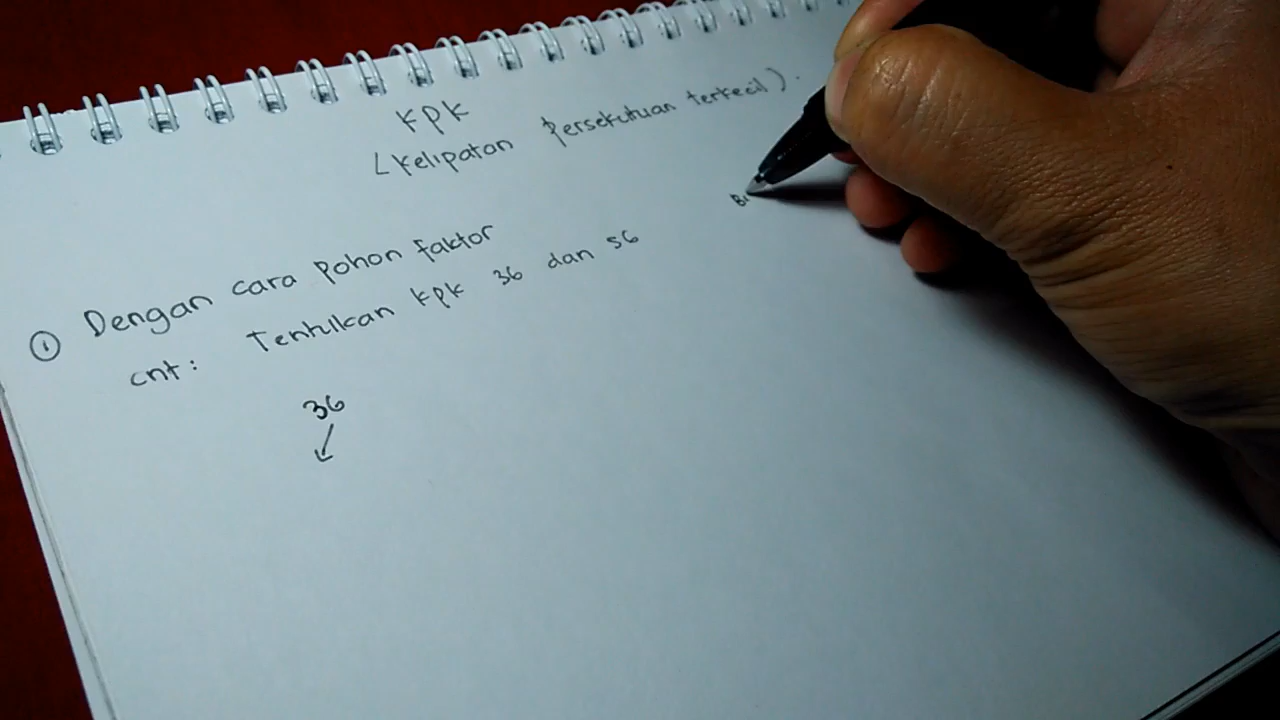 KPK
(Kelipatan Persekutuan terkecil).
① Dengan cara Pohon faktor
cnt: Tentukan KPK 36 dan 56
36